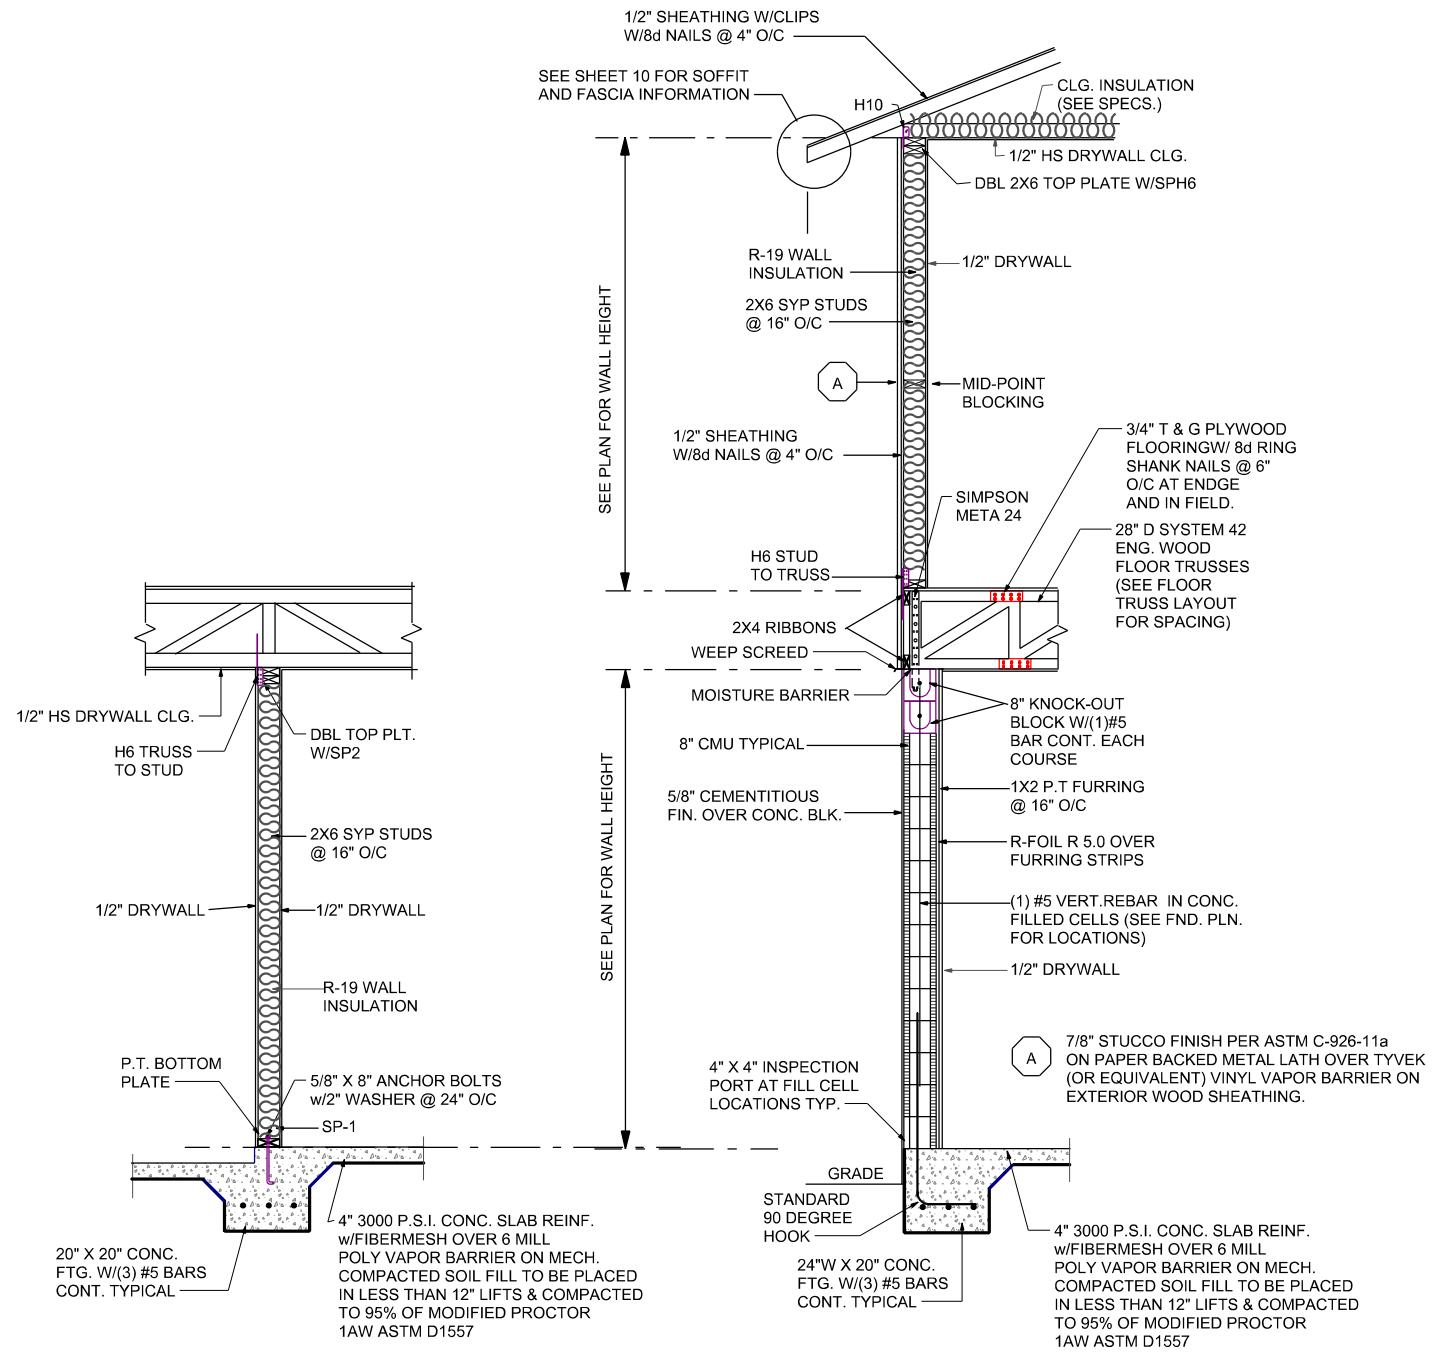 1/2" SHEATHING W/CLIPS
W/8d NAILS @ 4" O/C
SEE SHEET 10 FOR SOFFIT
AND FASCIA INFORMATION
H10
CLG. INSULATION
(SEE SPECS.)
1/2" HS DRYWALL CLG.
DBL 2X6 TOP PLATE W/SPH6
R-19 WALL
INSULATION
1/2" DRYWALL
2X6 SYP STUDS
@ 16" O/C
SEE PLAN FOR WALL HEIGHT
A
MID-POINT
BLOCKING
1/2" SHEATHING
W/8d NAILS @ 4" O/C
3/4" T & G PLYWOOD
FLOORINGW/ 8d RING
SHANK NAILS @ 6"
O/C AT ENDGE
AND IN FIELD.
SIMPSON
META 24
28" D SYSTEM 42
ENG. WOOD
FLOOR TRUSSES
(SEE FLOOR
TRUSS LAYOUT
FOR SPACING)
H6 STUD
TO TRUSS
2X4 RIBBONS
WEEP SCREED
MOISTURE BARRIER
8" KNOCK-OUT
BLOCK W/(1)#5
BAR CONT. EACH
COURSE
8" CMU TYPICAL
5/8" CEMENTITIOUS
FIN. OVER CONC. BLK.
1X2 P.T FURRING
@ 16" O/C
R-FOIL R 5.0 OVER
FURRING STRIPS
SEE PLAN FOR WALL HEIGHT
(1) #5 VERT.REBAR IN CONC.
FILLED CELLS (SEE FND. PLN.
FOR LOCATIONS)
1/2" DRYWALL
4" X 4" INSPECTION
PORT AT FILL CELL
LOCATIONS TYP.
A
7/8" STUCCO FINISH PER ASTM C-926-11a
ON PAPER BACKED METAL LATH OVER TYVEK
(OR EQUIVALENT) VINYL VAPOR BARRIER ON
EXTERIOR WOOD SHEATHING.
GRADE
STANDARD
90 DEGREE
HOOK
24"W X 20" CONC.
FTG. W/(3) #5 BARS
CONT. TYPICAL
4" 3000 P.S.I. CONC. SLAB REINF.
w/FIBERMESH OVER 6 MILL
POLY VAPOR BARRIER ON MECH.
COMPACTED SOIL FILL TO BE PLACED
IN LESS THAN 12" LIFTS & COMPACTED
TO 95% OF MODIFIED PROCTOR
1AW ASTM D1557
1/2" HS DRYWALL CLG.
H6 TRUSS
TO STUD
DBL TOP PLT.
W/SP2
2X6 SYP STUDS
@ 16" O/C
1/2" DRYWALL
1/2" DRYWALL
R-19 WALL
INSULATION
P.T. BOTTOM
PLATE
5/8" X 8" ANCHOR BOLTS
w/2" WASHER @ 24" O/C
SP-1
20" X 20" CONC.
FTG. W/(3) #5 BARS
CONT. TYPICAL
4" 3000 P.S.I. CONC. SLAB REINF.
w/FIBERMESH OVER 6 MILL
POLY VAPOR BARRIER ON MECH.
COMPACTED SOIL FILL TO BE PLACED
IN LESS THAN 12" LIFTS & COMPACTED
TO 95% OF MODIFIED PROCTOR
1AW ASTM D1557